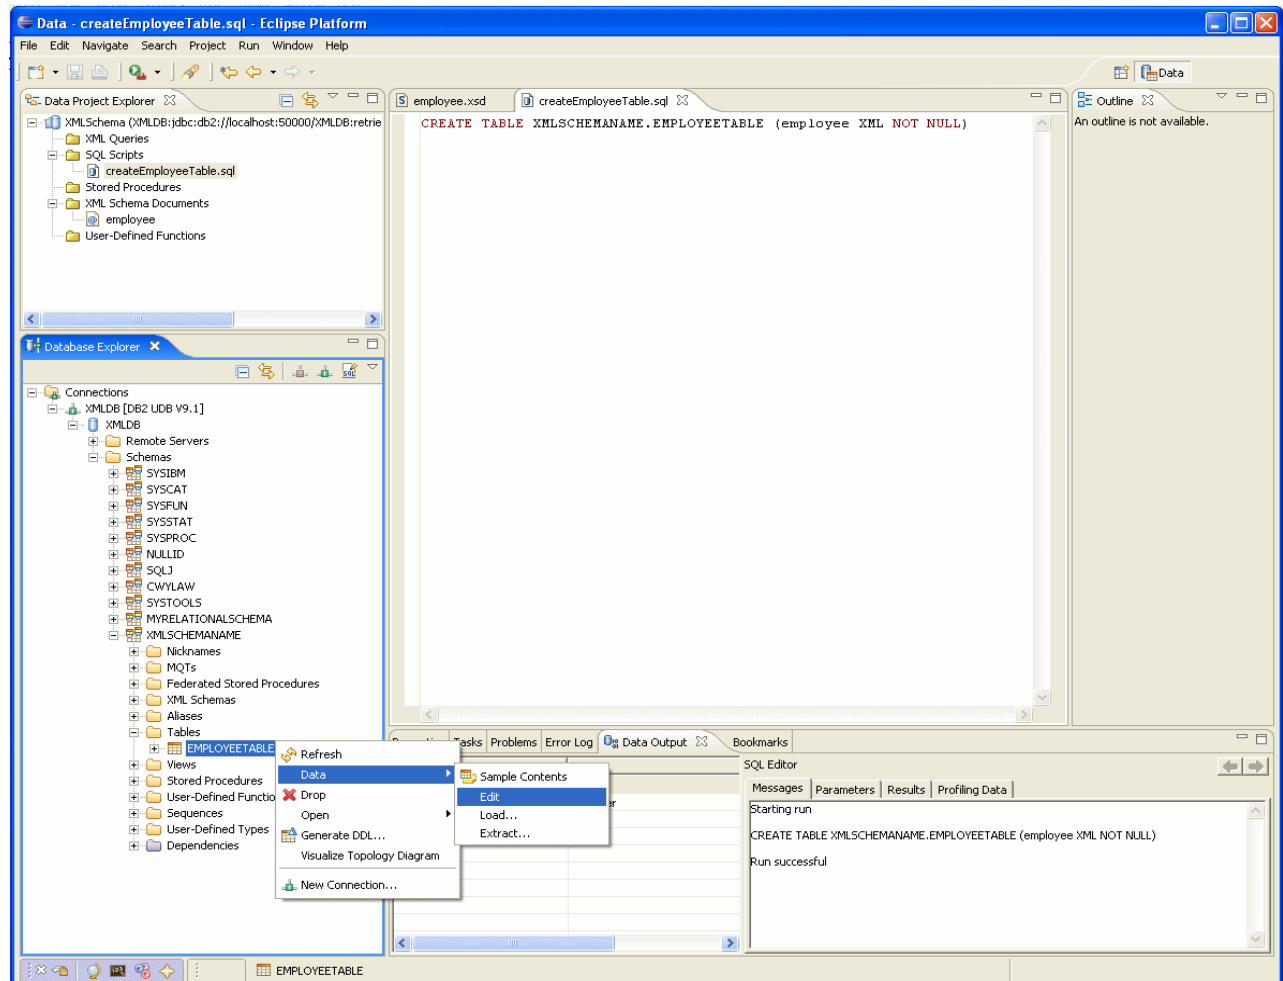 Data - createEmployeeTable.sql - Eclipse Platform
File Edit Navigate Search Project Run Window Help
Data
Data Project Explorer
XMLSchema (XMLDB:jdbc:db2://localhost:50000/XMLDB:retrie
XML Queries
SQL Scripts
createEmployeeTable.sql
Stored Procedures
XML Schema Documents
employee
User-Defined Functions
employee.xsd
createEmployeeTable.sql
CREATE TABLE XMLSCHEMANAME.EMPLOYEETABLE (employee XML NOT NULL)
Outline
An outline is not available.
Database Explorer
Connections
XMLDB [DB2 UDB V9.1]
XMLDB
Remote Servers
Schemas
SYSIBM
SYSCAT
SYSFUN
SYSSTAT
SYSPROC
NULLID
SQLJ
CWYLAW
SYSTOOLS
MYRELATIONALSCHEMA
XMLSCHEMANAME
Nicknames
MQTs
Federated Stored Procedures
XML Schemas
Aliases
Tables
EMPLOYEETABLE
Views
Stored Procedures
User-Defined Functio
Sequences
User-Defined Types
Dependencies
Refresh
Data
Drop
Open
Generate DDL...
Visualize Topology Diagram
New Connection...
Sample Contents
Edit
Load...
Extract...
Tasks Problems Error Log Data Output Bookmarks
SQL Editor
Messages Parameters Results Profiling Data
Starting run
CREATE TABLE XMLSCHEMANAME.EMPLOYEETABLE (employee XML NOT NULL)
Run successful
EMPLOYEETABLE